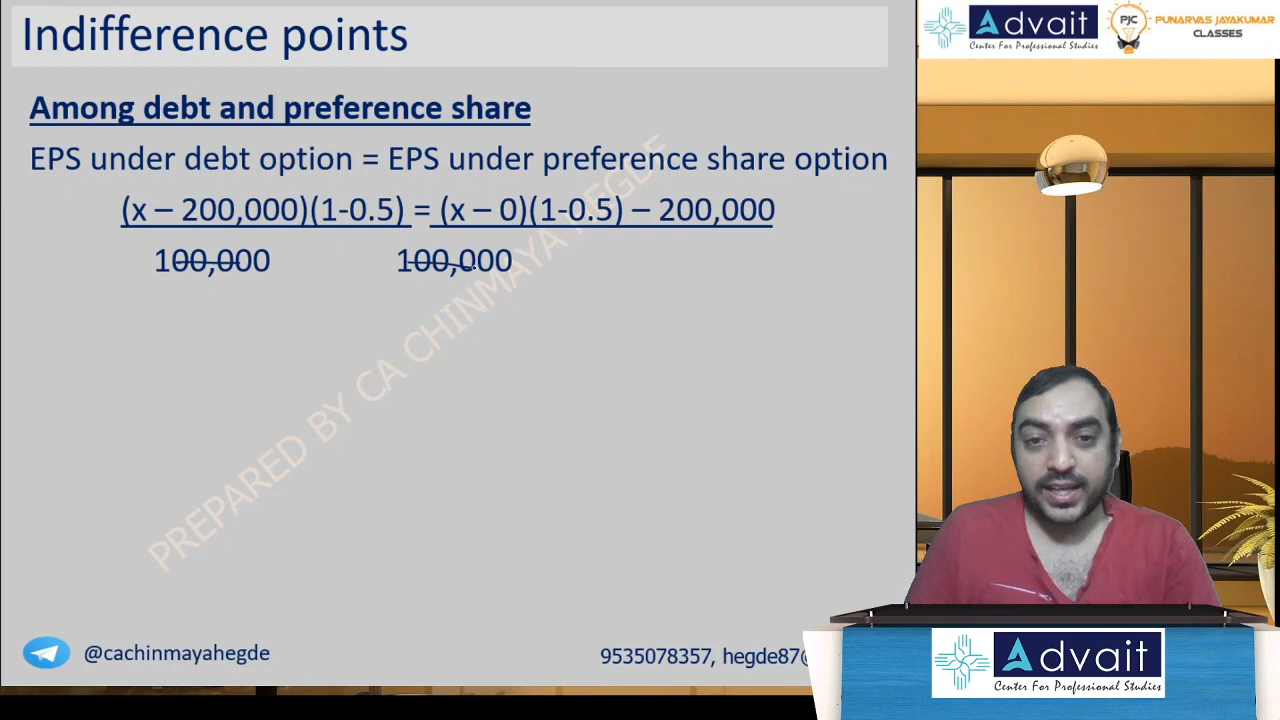 Indifference points
Among debt and preference share
EPS under debt option = EPS under preference share option
(x – 200,000)(1-0.5) = (x – 0)(1-0.5) – 200,000
100,000 100,000
PREPARED BY CA CHINMAYA HEGDE
@cachinmayahegde
9535078357, hegde87@
Advait
Center For Professional Studies
PJC
PUNARVAS JAYAKUMAR
CLASSES
Advait
Center For Professional Studies